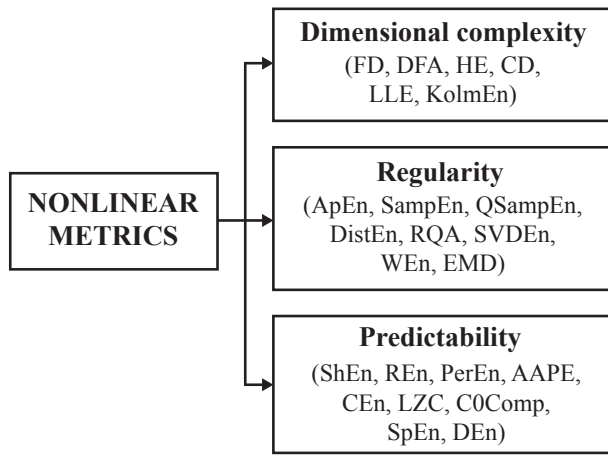 Dimensional complexity
(FD, DFA, HE, CD,
LLE, KolmEn)
NONLINEAR
METRICS
Regularity
(ApEn, SampEn, QSampEn,
DistEn, RQA, SVDEn,
WEn, EMD)
Predictability
(ShEn, REn, PerEn, AAPE,
CEn, LZC, C0Comp,
SpEn, DEn)